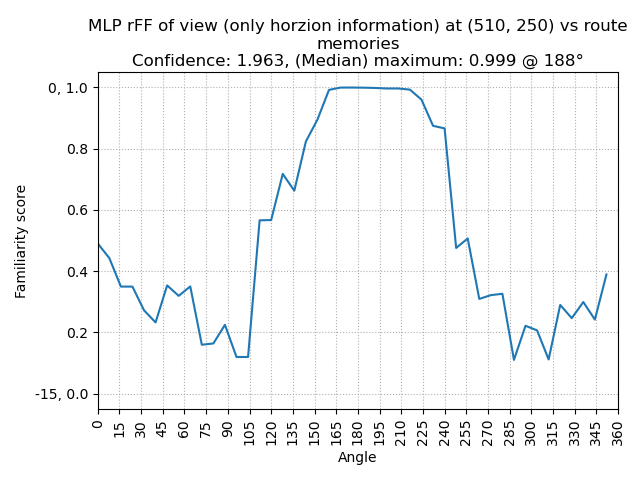 MLP rFF of view (only horzion information) at (510, 250) vs route
memories
Confidence: 1.963, (Median) maximum: 0.999 @ 188°
0, 1.0
0.8
0.6
0.4
0.2
-15, 0.0
Familiarity score
0 15 30 45 60 75 90 105 120 135 150 165 180 195 210 225 240 255 270 285 300 315 330 345 360
Angle